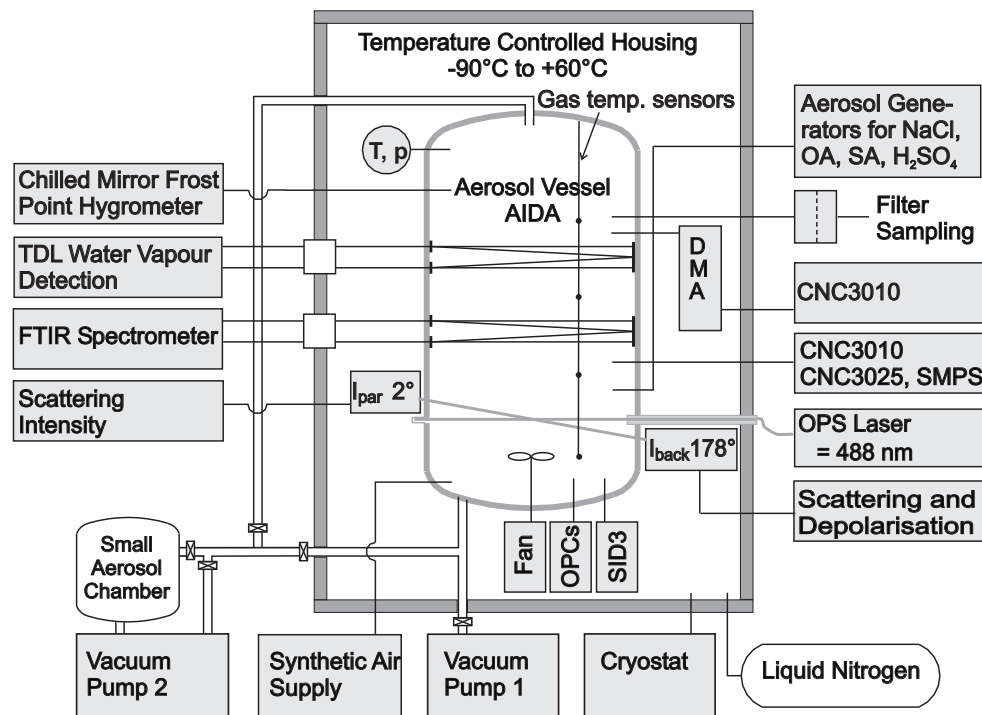 Temperature Controlled Housing
-90°C to +60°C
Gas temp. sensors
T, p
Aerosol Vessel
AIDA
Chilled Mirror Frost
Point Hygrometer
TDL Water Vapour
Detection
FTIR Spectrometer
Scattering
Intensity
I_par 2°
I_back 178°
D
M
A
Aerosol Gene-
rators for NaCl,
OA, SA, H₂SO₄
Filter
Sampling
CNC3010
CNC3010
CNC3025, SMPS
OPS Laser
= 488 nm
Scattering and
Depolarisation
Fan
OPCs
SID3
Small
Aerosol
Chamber
Vacuum
Pump 2
Synthetic Air
Supply
Vacuum
Pump 1
Cryostat
Liquid Nitrogen